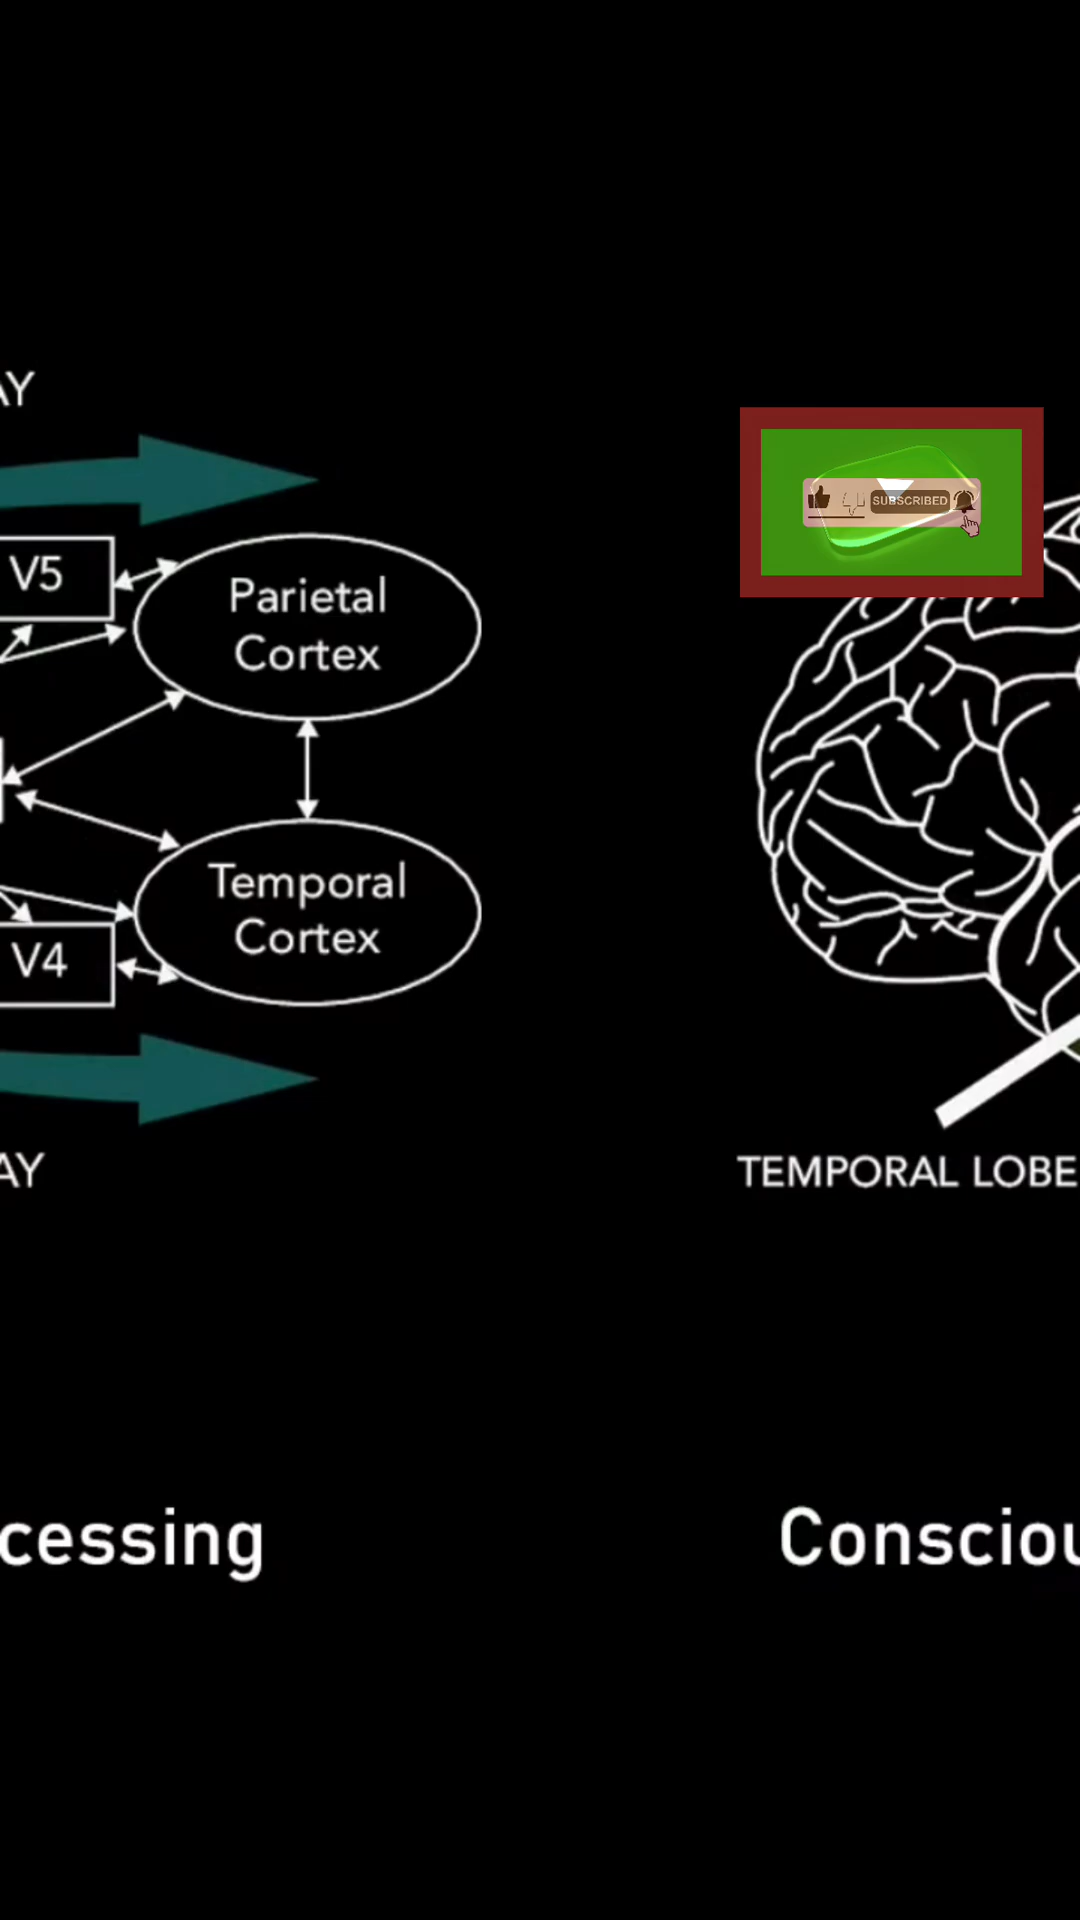 AY
SUBSCRIBED
V5
Parietal
Cortex
Temporal
Cortex
V4
AY
TEMPORAL LOBE
cessing
Consciou